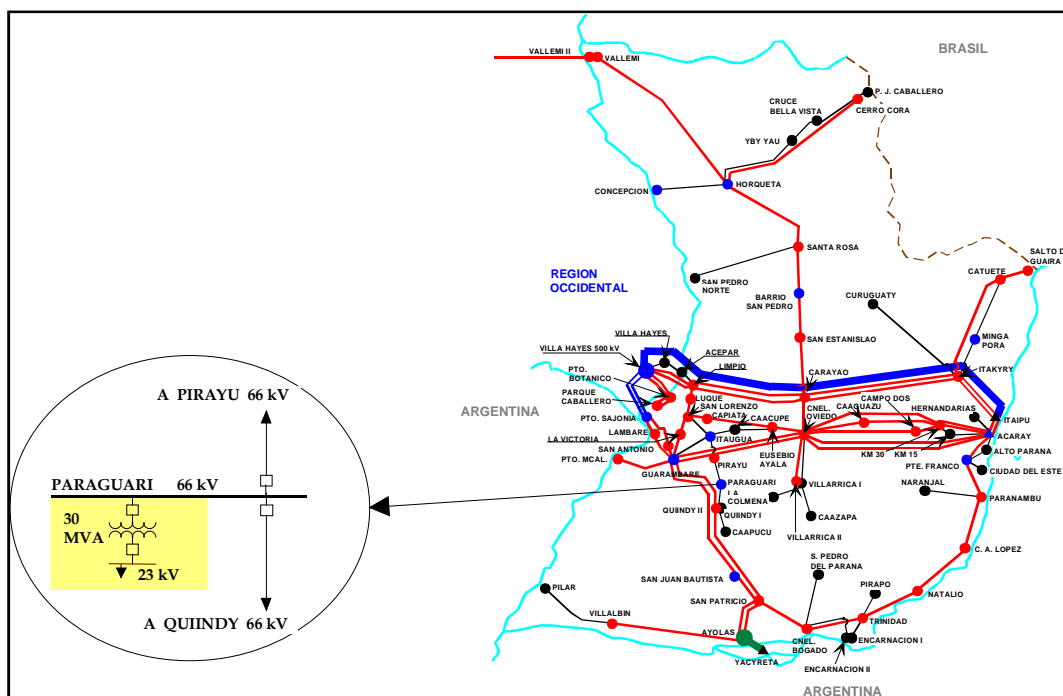 BRASIL
VALLEMI II
VALLEMI
P. J. CABALLERO
CERRO CORA
CRUCE
BELLA VISTA
YBY YAU
CONCEPCION
HORQUETA
SANTA ROSA
SALTO D
GUAIRA
CATUETE
SAN PEDRO
NORTE
REGION
OCCIDENTAL
BARRIO
SAN PEDRO
CURUGUATY
MINGA
PORA
VILLA HAYES
SAN ESTANISLAO
VILLA HAYES 500 kV
ACEPAR
LIMPIO
ITAKYRY
PTO.
BOTANICO
CARAYAO
PARQUE
CABALLERO
LUQUE
SAN LORENZO
CAPIATA
CNEL.
OVIEDO
CAAGUAZU
CAMPO DOS
HERNANDARIAS
ITAIPU
ARGENTINA
PTO. SAJONIA
CAACUPE
ACARAY
LAMBARE
ITAUGUA
LA VICTORIA
SAN ANTONIO
EUSEBIO
AYALA
KM 30
KM 15
ALTO PARANA
PTO. MCAL.
GUARAMBARE
PIRAYU
PTE. FRANCO
CIUDAD DEL ESTE
PARAGUARI
LA
COLMENA
VILLARRICA I
NARANJAL
PARANAMBU
QUIINDY II
QUIINDY I
CAAZAPA
CAAPUCU
VILLARRICA II
C. A. LOPEZ
SAN JUAN BAUTISTA
S. PEDRO
DEL PARANA
PIRAPO
NATALIO
PILAR
VILLALBIN
SAN PATRICIO
TRINIDAD
AYOLAS
YACYRETA
CNEL.
BOGADO
ENCARNACION I
ENCARNACION II
ARGENTINA
A PIRAYU 66 kV
PARAGUARI 66 kV
30
MVA
23 kV
A QUIINDY 66 kV